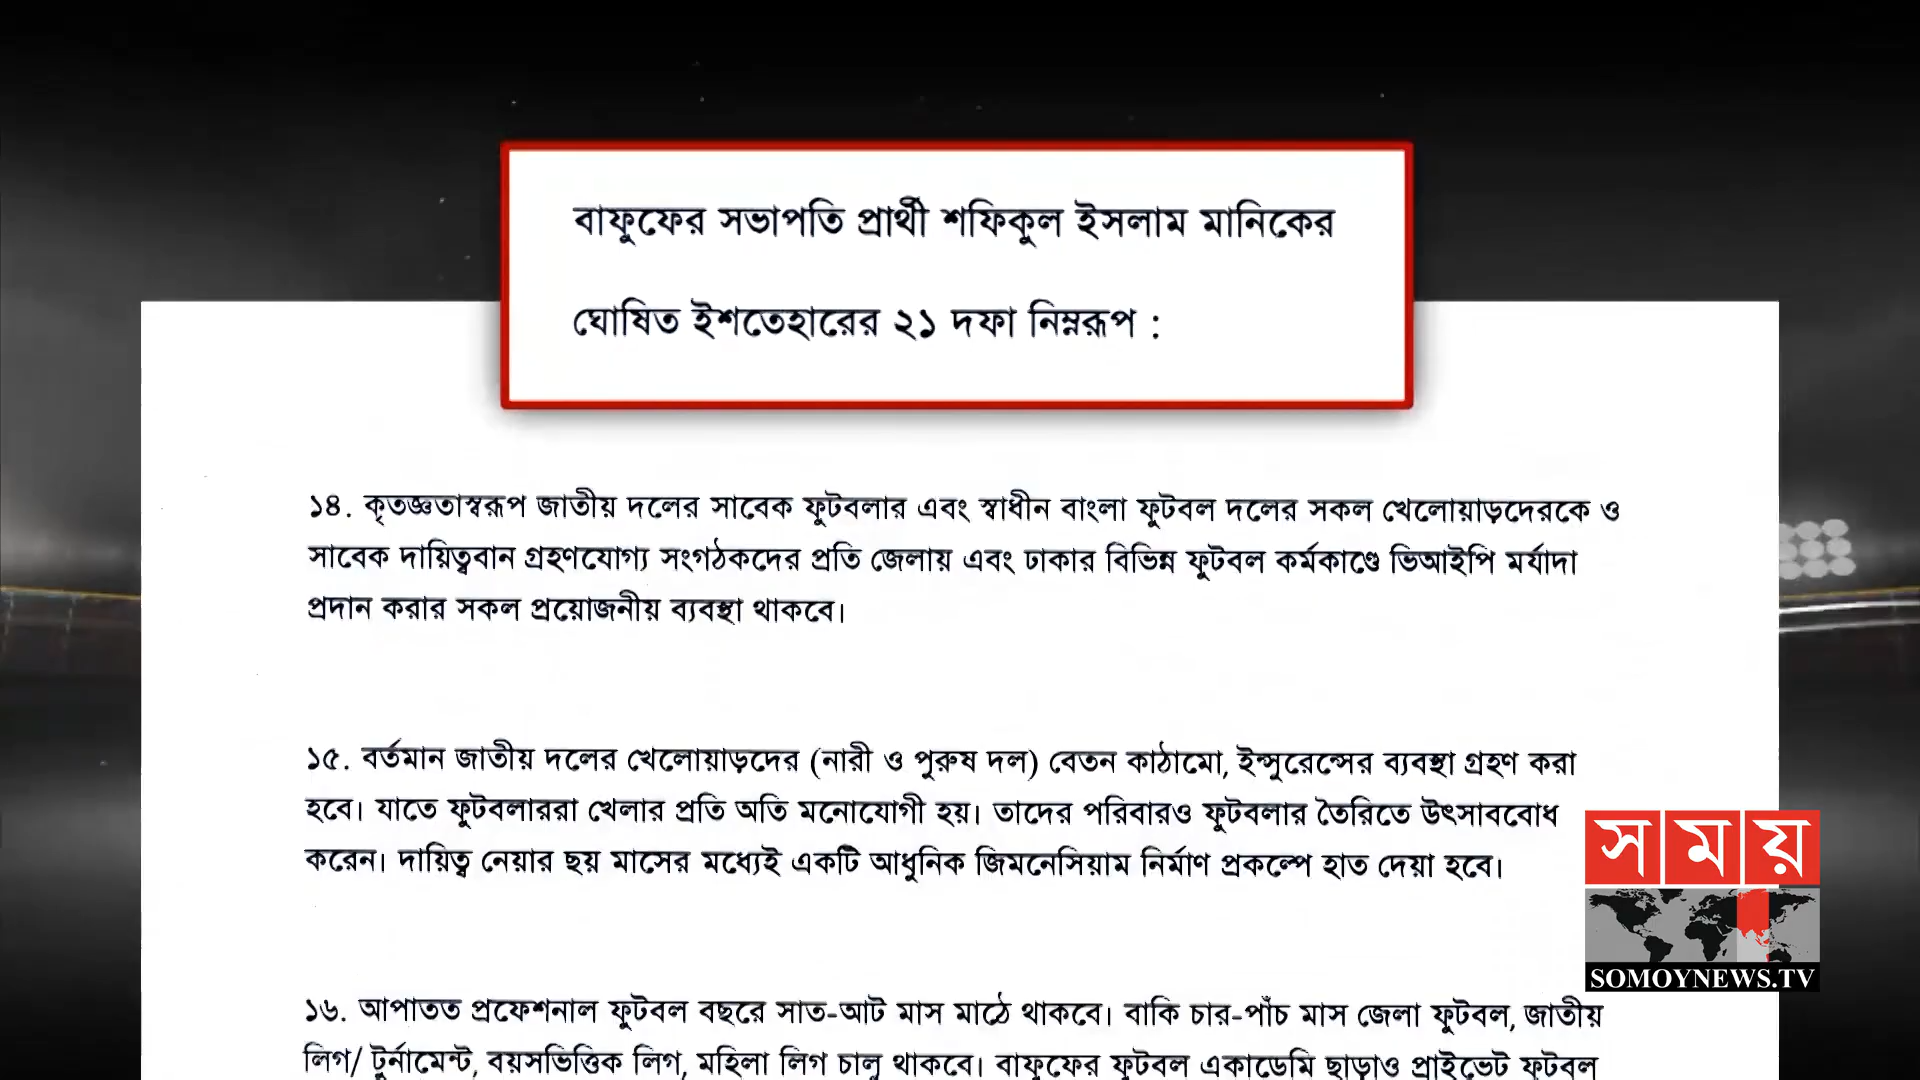 বাফুফের সভাপতি প্রার্থী শফিকুল ইসলাম মানিকের
ঘোষিত ইশতেহারের ২১ দফা নিম্নরূপ :
১৪. কৃতজ্ঞতাস্বরূপ জাতীয় দলের সাবেক ফুটবলার এবং স্বাধীন বাংলা ফুটবল দলের সকল খেলোয়াড়দেরকে ও
সাবেক দায়িত্ববান গ্রহণযোগ্য সংগঠকদের প্রতি জেলায় এবং ঢাকার বিভিন্ন ফুটবল কর্মকাণ্ডে ভিআইপি মর্যাদা
প্রদান করার সকল প্রয়োজনীয় ব্যবস্থা থাকবে।
১৫. বর্তমান জাতীয় দলের খেলোয়াড়দের (নারী ও পুরুষ দল) বেতন কাঠামো, ইন্সুরেন্সের ব্যবস্থা গ্রহণ করা
হবে। যাতে ফুটবলাররা খেলার প্রতি অতি মনোযোগী হয়। তাদের পরিবারও ফুটবলার তৈরিতে উৎসাববোধ
করেন। দায়িত্ব নেয়ার ছয় মাসের মধ্যেই একটি আধুনিক জিমনেসিয়াম নির্মাণ প্রকল্পে হাত দেয়া হবে।
১৬. আপাতত প্রফেশনাল ফুটবল বছরে সাত-আট মাস মাঠে থাকবে। বাকি চার-পাঁচ মাস জেলা ফুটবল, জাতীয়
লিগ/ টুর্নামেন্ট, বয়সভিত্তিক লিগ, মহিলা লিগ চালু থাকবে। বাফুফের ফুটবল একাডেমি ছাড়াও প্রাইভেট ফুটবল
সময়
SOMOYNEWS.TV